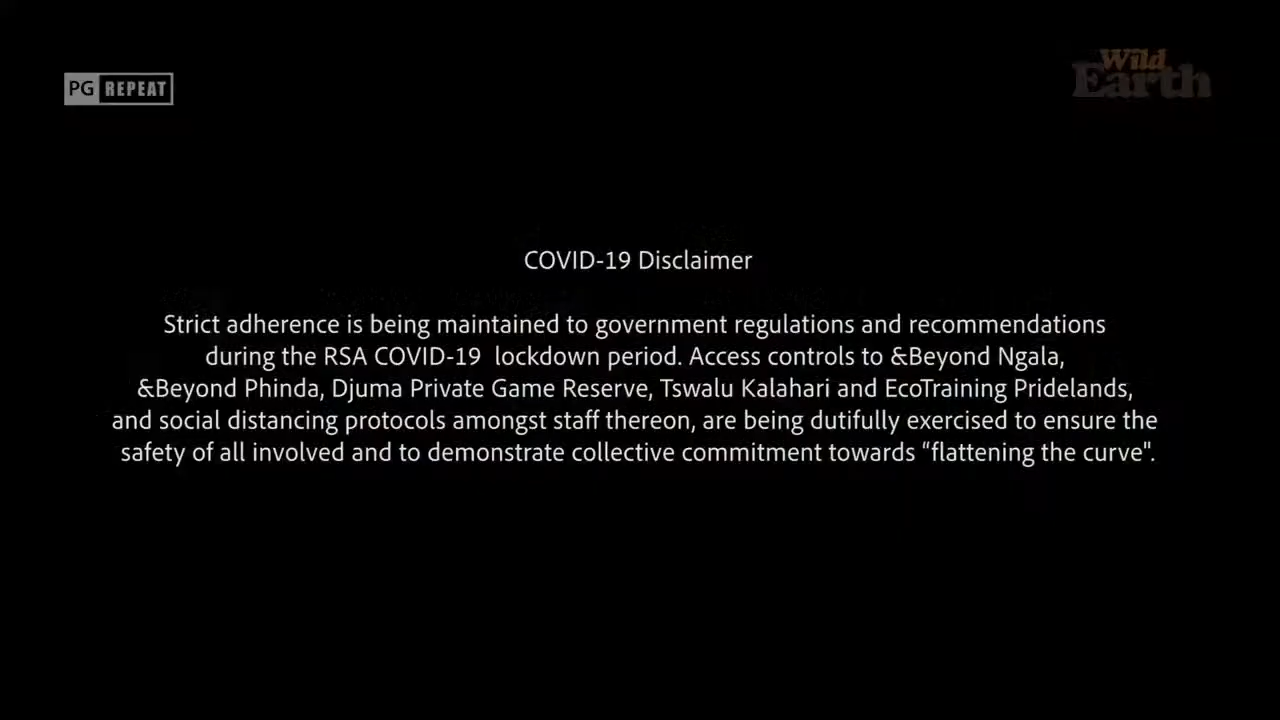 PG REPEAT
Wild
Earth
COVID-19 Disclaimer
Strict adherence is being maintained to government regulations and recommendations
during the RSA COVID-19 lockdown period. Access controls to &Beyond Ngala,
&Beyond Phinda, Djuma Private Game Reserve, Tswalu Kalahari and EcoTraining Pridelands,
and social distancing protocols amongst staff thereon, are being dutifully exercised to ensure the
safety of all involved and to demonstrate collective commitment towards “flattening the curve".